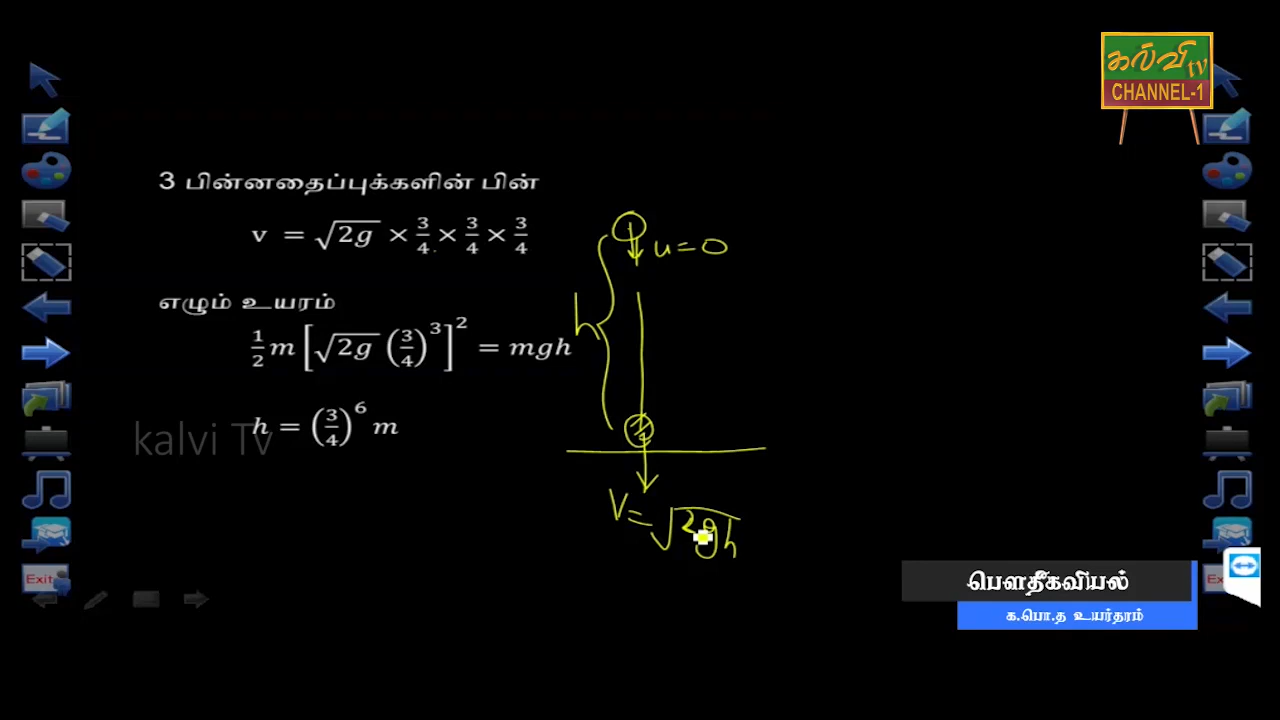 கல்வி tv
CHANNEL-1
3 பின்னதைப்புக்களின் பின்
v = √2g × 3/4 × 3/4 × 3/4
u = 0
எழும் உயரம்
h
1/2 m [√2g (3/4)^3]^2 = mgh
h = (3/4)^6 m
kalvi Tv
V = √2gh
பௌதீகவியல்
க.பொ.த உயர்தரம்
Exit